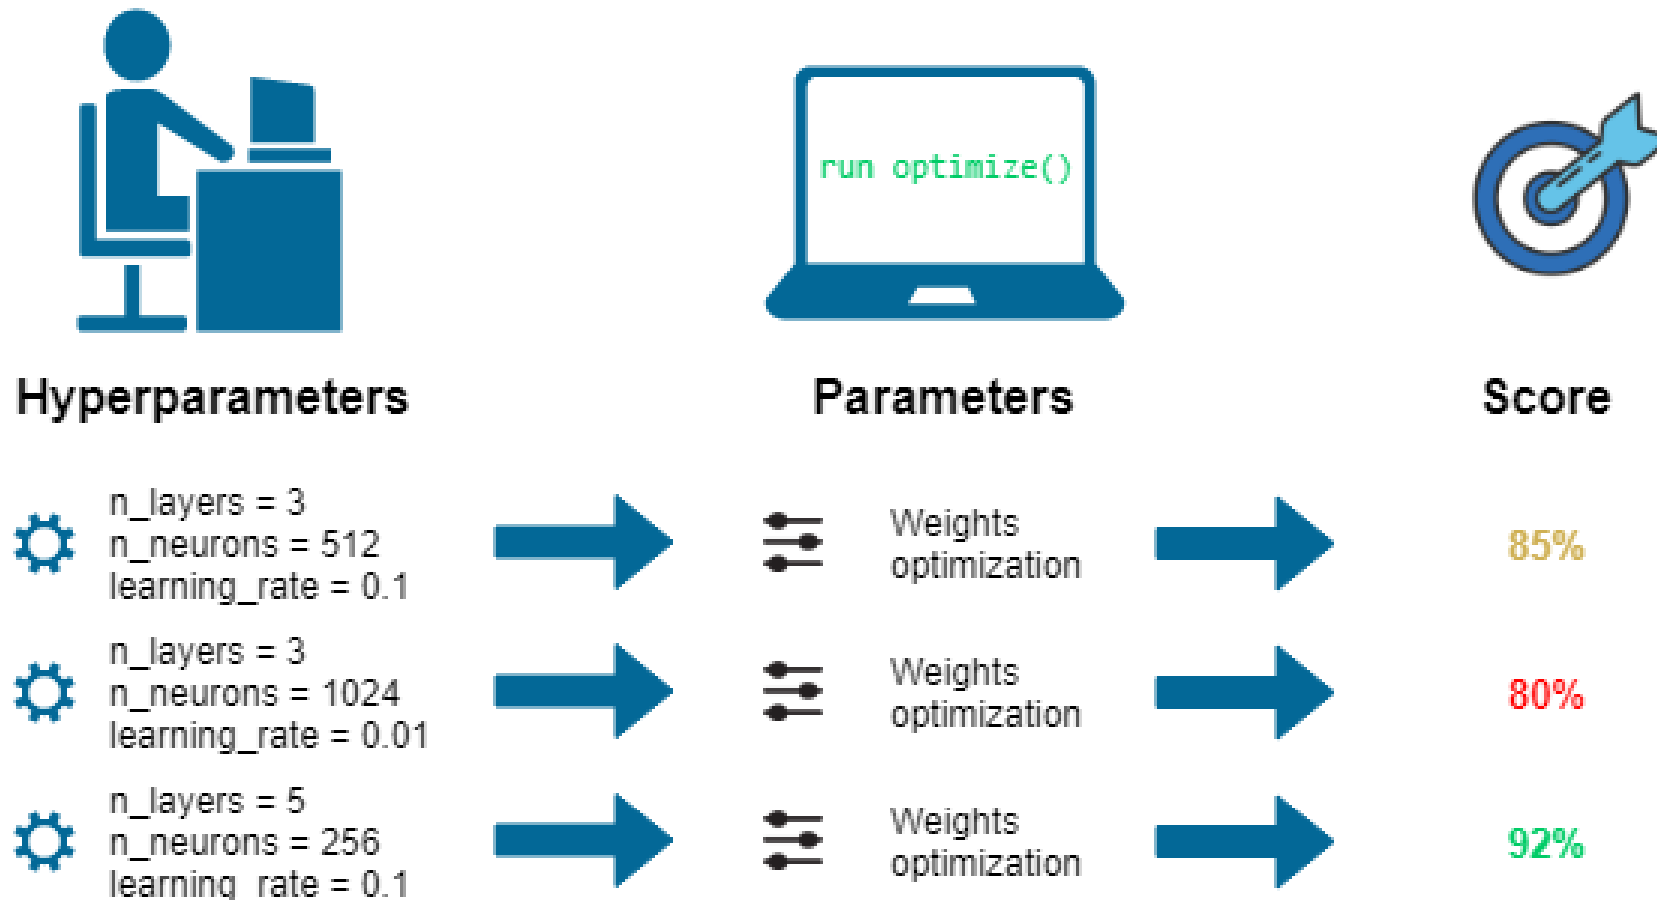 run optimize()
Hyperparameters
Parameters
Score
n_layers = 3
n_neurons = 512
learning_rate = 0.1
Weights
optimization
85%
n_layers = 3
n_neurons = 1024
learning_rate = 0.01
Weights
optimization
80%
n_layers = 5
n_neurons = 256
learning_rate = 0.1
Weights
optimization
92%